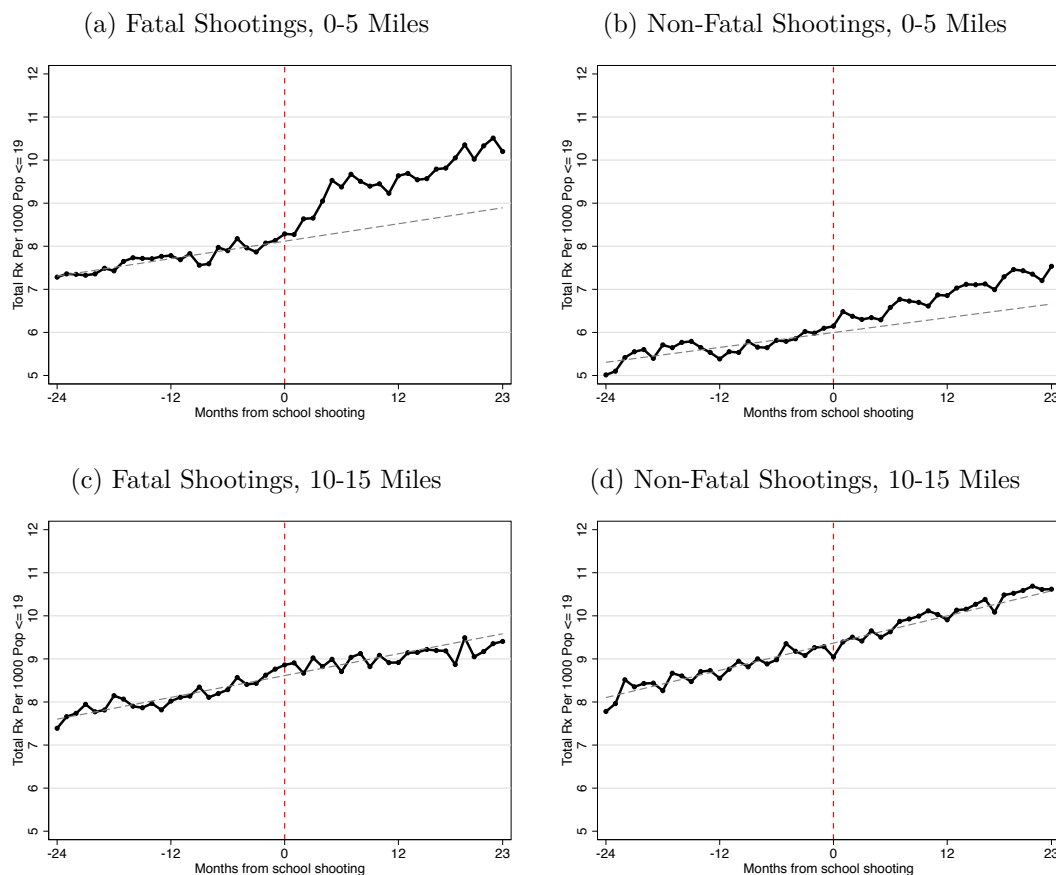 (a) Fatal Shootings, 0-5 Miles
Total Rx Per 1000 Pop <= 19
5 6 7 8 9 10 11 12
-24 -12 0 12 23
Months from school shooting
(b) Non-Fatal Shootings, 0-5 Miles
Total Rx Per 1000 Pop <= 19
5 6 7 8 9 10 11 12
-24 -12 0 12 23
Months from school shooting
(c) Fatal Shootings, 10-15 Miles
Total Rx Per 1000 Pop <= 19
5 6 7 8 9 10 11 12
-24 -12 0 12 23
Months from school shooting
(d) Non-Fatal Shootings, 10-15 Miles
Total Rx Per 1000 Pop <= 19
5 6 7 8 9 10 11 12
-24 -12 0 12 23
Months from school shooting